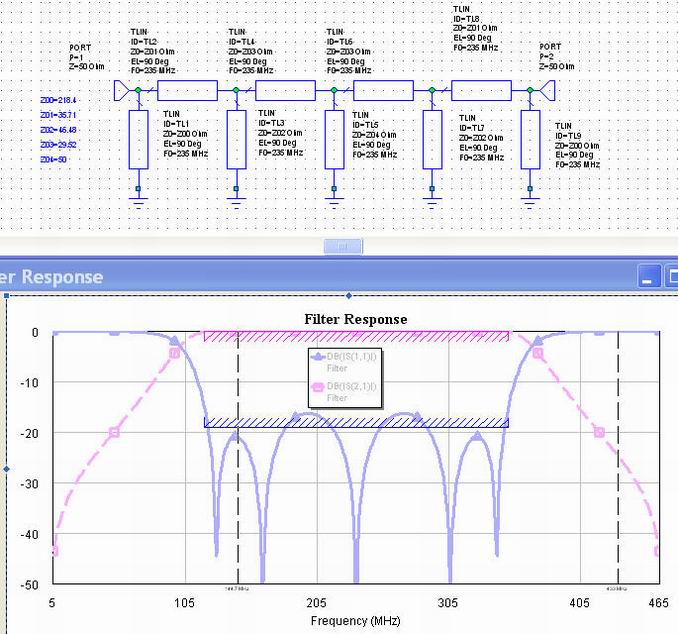 TLIN
ID=TL8
Z0=Z01 Ohm
EL=90 Deg
F0=235 MHz
TLIN
ID=TL2
Z0=Z01 Ohm
EL=90 Deg
F0=235 MHz
TLIN
ID=TL4
Z0=Z03 Ohm
EL=90 Deg
F0=235 MHz
TLIN
ID=TL6
Z0=Z03 Ohm
EL=90 Deg
F0=235 MHz
PORT
P=1
Z=50 Ohm
PORT
P=2
Z=50 Ohm
Z00=218.4
Z01=35.71
Z02=46.48
Z03=29.52
Z04=50
TLIN
ID=TL1
Z0=Z00 Ohm
EL=90 Deg
F0=235 MHz
TLIN
ID=TL3
Z0=Z02 Ohm
EL=90 Deg
F0=235 MHz
TLIN
ID=TL5
Z0=Z04 Ohm
EL=90 Deg
F0=235 MHz
TLIN
ID=TL7
Z0=Z02 Ohm
EL=90 Deg
F0=235 MHz
TLIN
ID=TL9
Z0=Z00 Ohm
EL=90 Deg
F0=235 MHz
er Response
Filter Response
DB(|S(1,1)|)
Filter
DB(|S(2,1)|)
Filter
0
-10
-20
-30
-40
-50
5 105 205 305 405 465
Frequency (MHz)